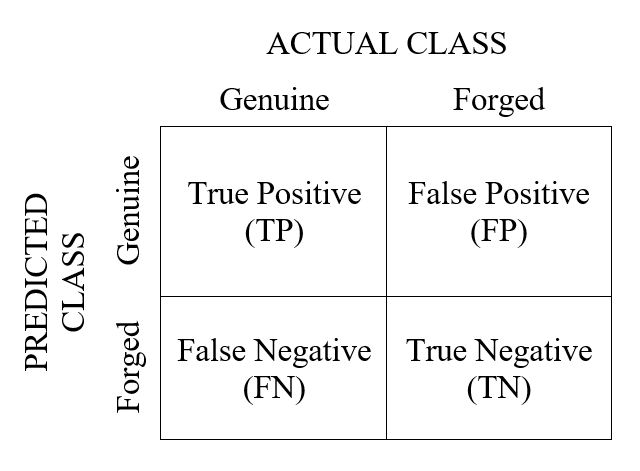 ACTUAL CLASS
Genuine Forged
PREDICTED
CLASS
Genuine
True Positive
(TP)
False Positive
(FP)
Forged
False Negative
(FN)
True Negative
(TN)